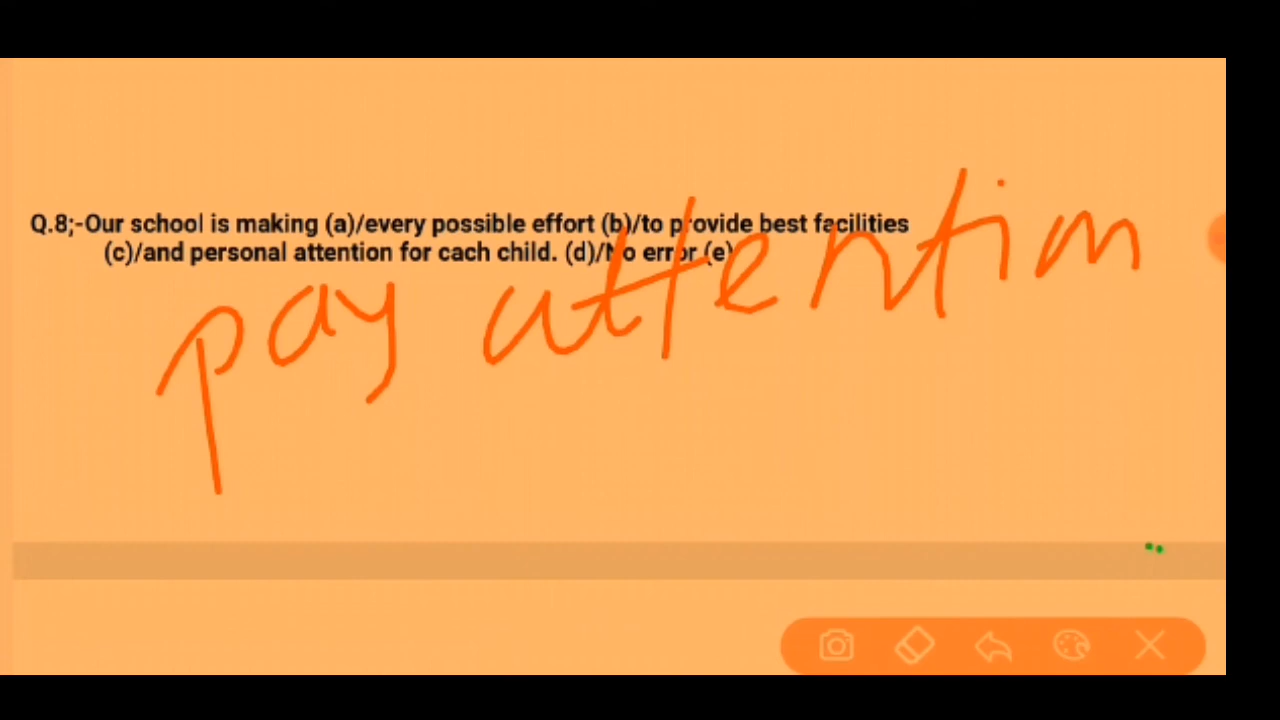 Q.8;-Our school is making (a)/every possible effort (b)/to provide best facilities
(c)/and personal attention for cach child. (d)/No error (e)
pay attention